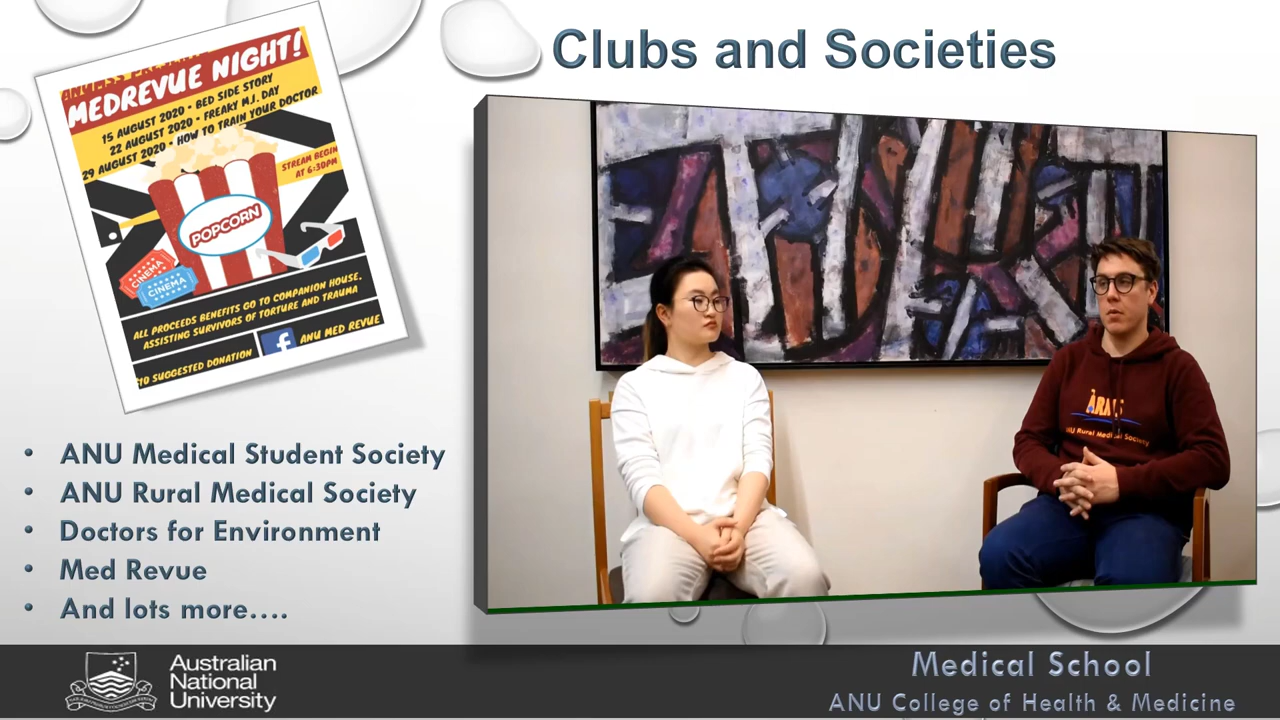 Clubs and Societies
MEDREVUE NIGHT!
15 AUGUST 2020 - BED SIDE STORY
22 AUGUST 2020 - FREAKY M.I. DAY
29 AUGUST 2020 - HOW TO TRAIN YOUR DOCTOR
STREAM BEGIN
AT 6:30PM
POPCORN
CINEMA
CINEMA
ALL PROCEEDS BENEFITS GO TO COMPANION HOUSE,
ASSISTING SURVIVORS OF TORTURE AND TRAUMA
SUGGESTED DONATION
f ANU MED REVUE
• ANU Medical Student Society
• ANU Rural Medical Society
• Doctors for Environment
• Med Revue
• And lots more....
Rural Medical Society
Australian
National
University
Medical School
ANU College of Health & Medicine